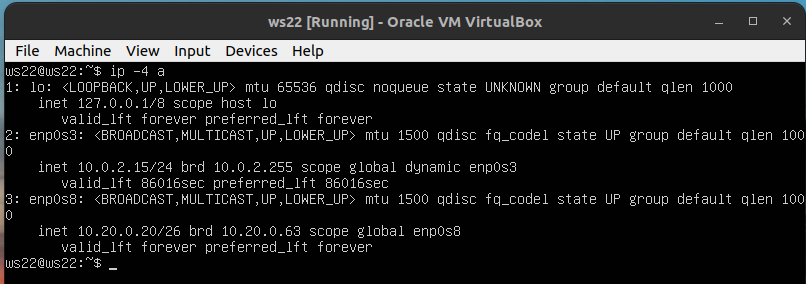 ws22 [Running] - Oracle VM VirtualBox
File Machine View Input Devices Help
ws22@ws22:~$ ip -4 a
1: lo: <LOOPBACK,UP,LOWER_UP> mtu 65536 qdisc noqueue state UNKNOWN group default qlen 1000
    inet 127.0.0.1/8 scope host lo
       valid_lft forever preferred_lft forever
2: enp0s3: <BROADCAST,MULTICAST,UP,LOWER_UP> mtu 1500 qdisc fq_codel state UP group default qlen 100
0
    inet 10.0.2.15/24 brd 10.0.2.255 scope global dynamic enp0s3
       valid_lft 86016sec preferred_lft 86016sec
3: enp0s8: <BROADCAST,MULTICAST,UP,LOWER_UP> mtu 1500 qdisc fq_codel state UP group default qlen 100
0
    inet 10.20.0.20/26 brd 10.20.0.63 scope global enp0s8
       valid_lft forever preferred_lft forever
ws22@ws22:~$ _